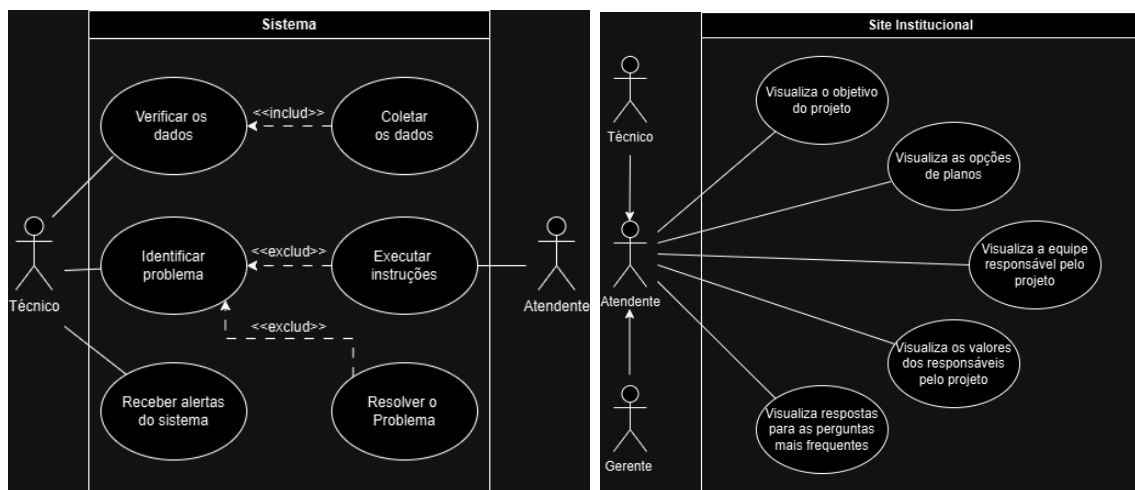 Sistema
Verificar os
dados
<<includ>>
Coletar
os dados
Técnico
Identificar
problema
<<exclud>>
Executar
instruções
Atendente
<<exclud>>
Receber alertas
do sistema
Resolver o
Problema
Site Institucional
Técnico
Visualiza o objetivo
do projeto
Visualiza as opções
de planos
Atendente
Visualiza a equipe
responsável pelo
projeto
Visualiza os valores
dos responsáveis
pelo projeto
Visualiza respostas
para as perguntas
mais frequentes
Gerente